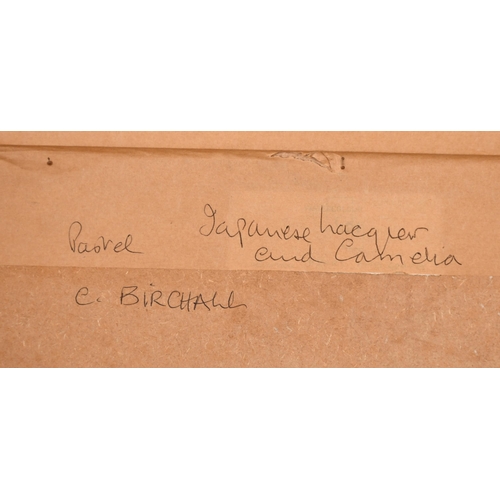 Pastel Japanese Lacquer
and Camelia
C. BIRCHALL